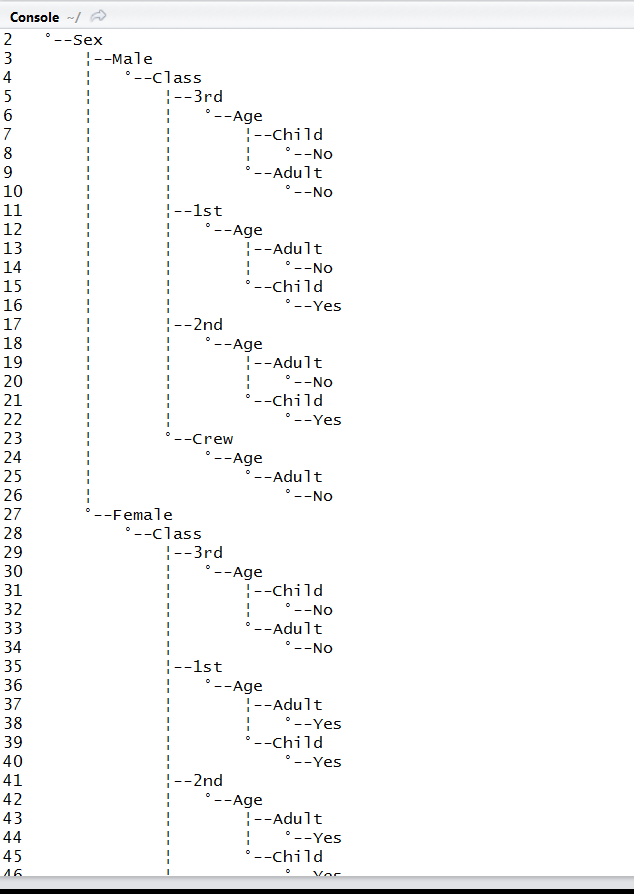 Console ~/
2 °--Sex
3 ¦--Male
4 ¦ °--Class
5 ¦ ¦--3rd
6 ¦ ¦ °--Age
7 ¦ ¦ ¦--Child
8 ¦ ¦ ¦ °--No
9 ¦ ¦ °--Adult
10 ¦ ¦ °--No
11 ¦ ¦--1st
12 ¦ ¦ °--Age
13 ¦ ¦ ¦--Adult
14 ¦ ¦ ¦ °--No
15 ¦ ¦ °--Child
16 ¦ ¦ °--Yes
17 ¦ ¦--2nd
18 ¦ ¦ °--Age
19 ¦ ¦ ¦--Adult
20 ¦ ¦ ¦ °--No
21 ¦ ¦ °--Child
22 ¦ ¦ °--Yes
23 ¦ °--Crew
24 ¦ °--Age
25 ¦ °--Adult
26 ¦ °--No
27 °--Female
28 °--Class
29 ¦--3rd
30 ¦ °--Age
31 ¦ ¦--Child
32 ¦ ¦ °--No
33 ¦ °--Adult
34 ¦ °--No
35 ¦--1st
36 ¦ °--Age
37 ¦ ¦--Adult
38 ¦ ¦ °--Yes
39 ¦ °--Child
40 ¦ °--Yes
41 ¦--2nd
42 ¦ °--Age
43 ¦ ¦--Adult
44 ¦ ¦ °--Yes
45 ¦ °--Child
46 ¦ °--Yes